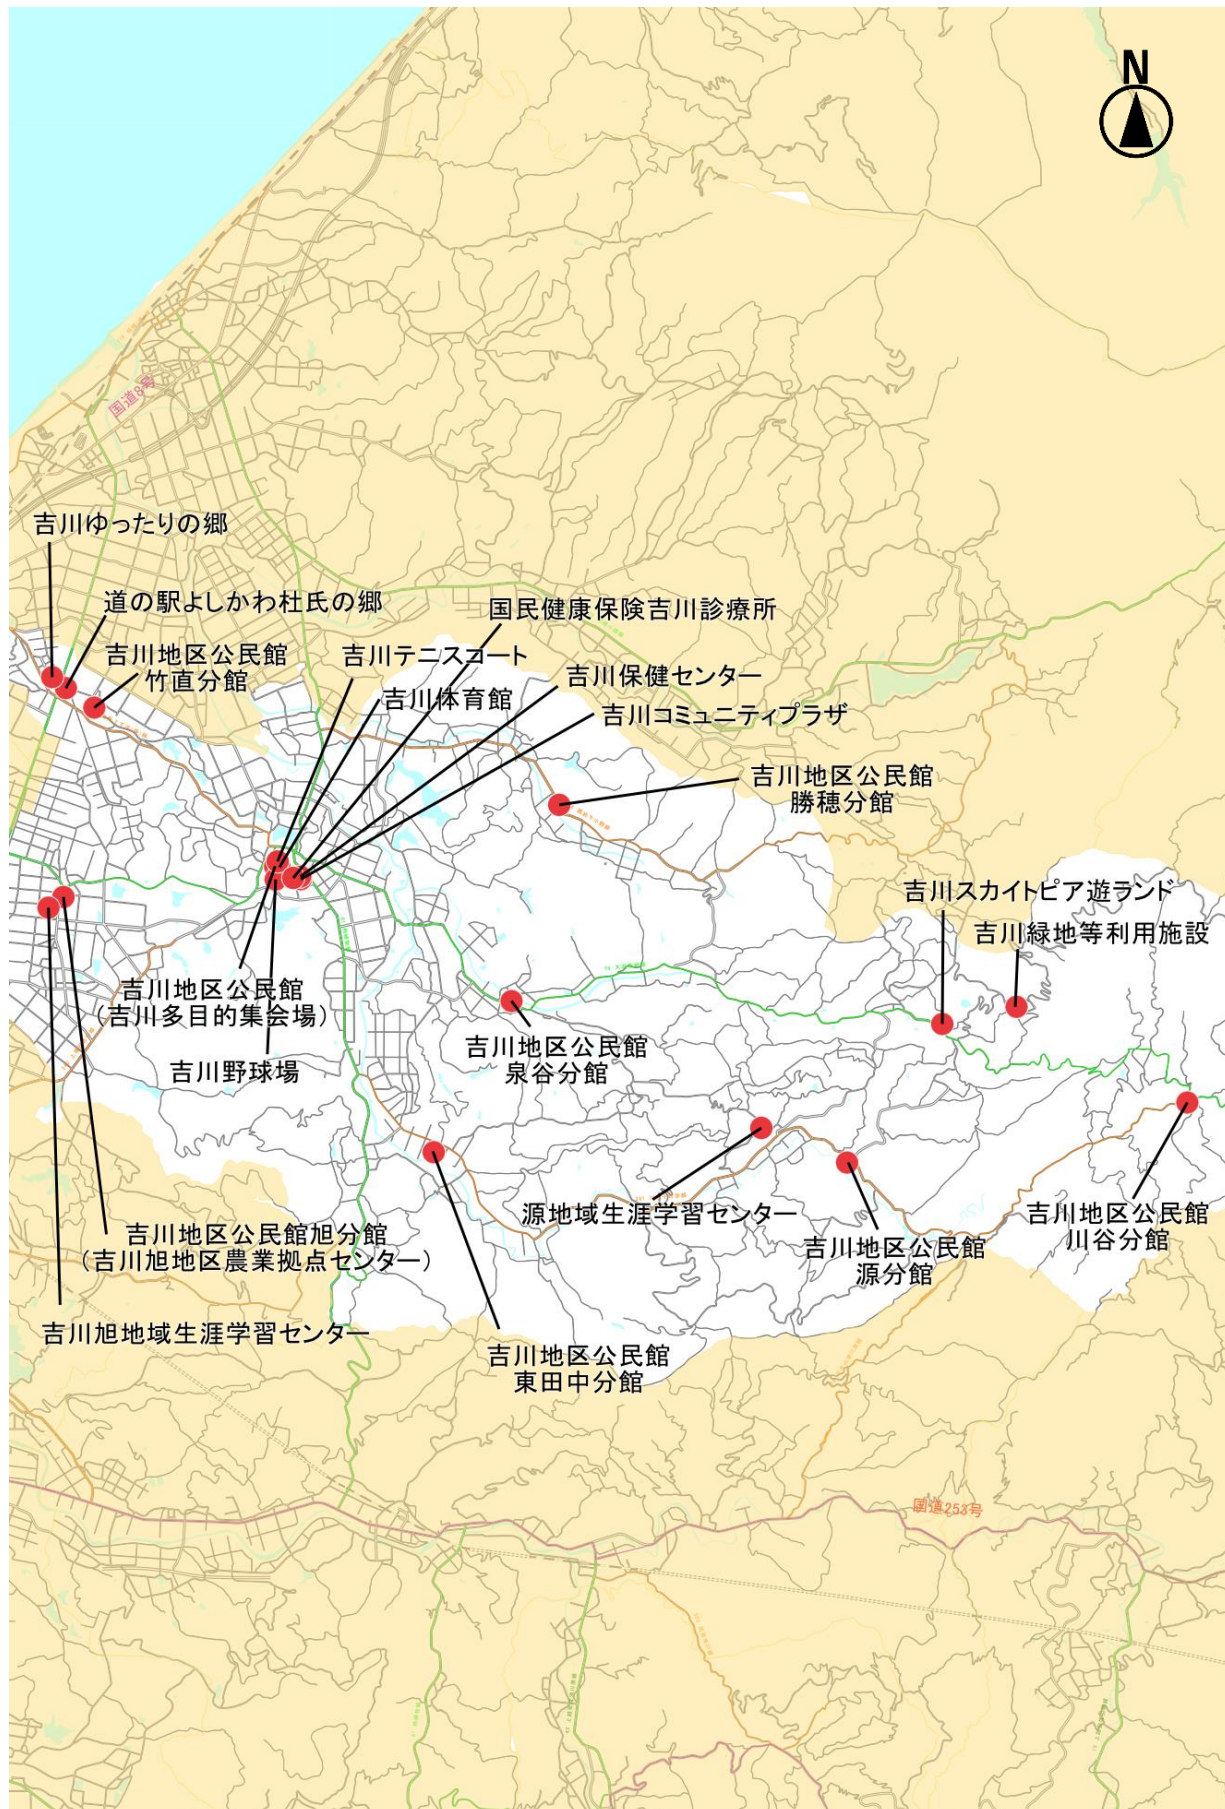 N
国道8号
吉川ゆったりの郷
道の駅よしかわ杜氏の郷
国民健康保険吉川診療所
吉川地区公民館
竹直分館
吉川テニスコート
吉川保健センター
吉川体育館
吉川コミュニティプラザ
吉川地区公民館
勝穂分館
吉川スカイトピア遊ランド
吉川緑地等利用施設
吉川地区公民館
（吉川多目的集会場）
吉川野球場
吉川地区公民館
泉谷分館
源地域生涯学習センター
吉川地区公民館
川谷分館
吉川地区公民館
源分館
吉川地区公民館旭分館
（吉川旭地区農業拠点センター）
吉川旭地域生涯学習センター
吉川地区公民館
東田中分館
国道253号